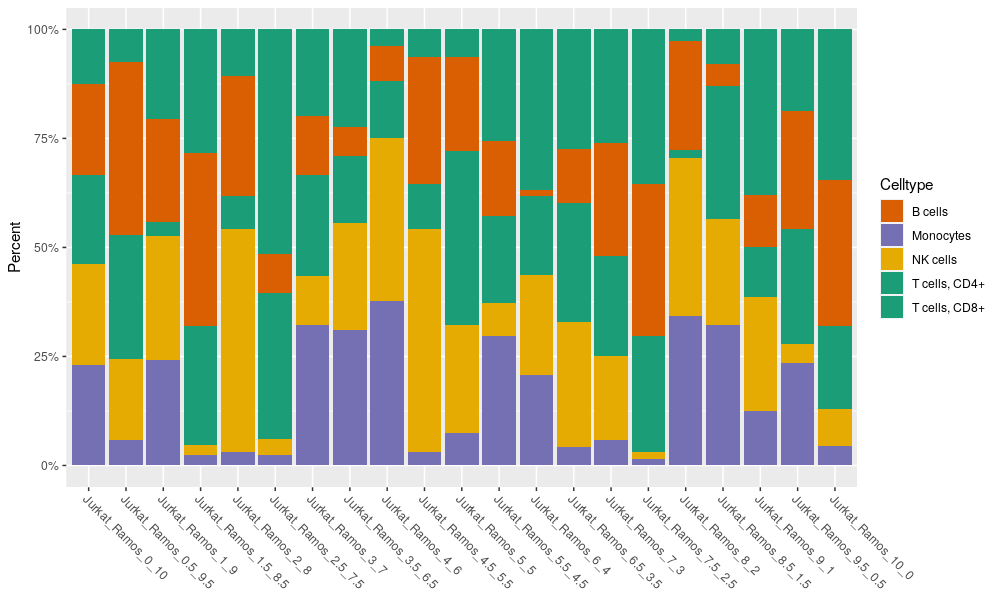 100%
75%
50%
25%
0%
Percent
Jurkat_Ramos_0_10
Jurkat_Ramos_0.5_9.5
Jurkat_Ramos_1_9
Jurkat_Ramos_1.5_8.5
Jurkat_Ramos_2_8
Jurkat_Ramos_2.5_7.5
Jurkat_Ramos_3_7
Jurkat_Ramos_3.5_6.5
Jurkat_Ramos_4_6
Jurkat_Ramos_4.5_5.5
Jurkat_Ramos_5_5
Jurkat_Ramos_5.5_4.5
Jurkat_Ramos_6_4
Jurkat_Ramos_6.5_3.5
Jurkat_Ramos_7_3
Jurkat_Ramos_7.5_2.5
Jurkat_Ramos_8_2
Jurkat_Ramos_8.5_1.5
Jurkat_Ramos_9_1
Jurkat_Ramos_9.5_0.5
Jurkat_Ramos_10_0
Celltype
B cells
Monocytes
NK cells
T cells, CD4+
T cells, CD8+